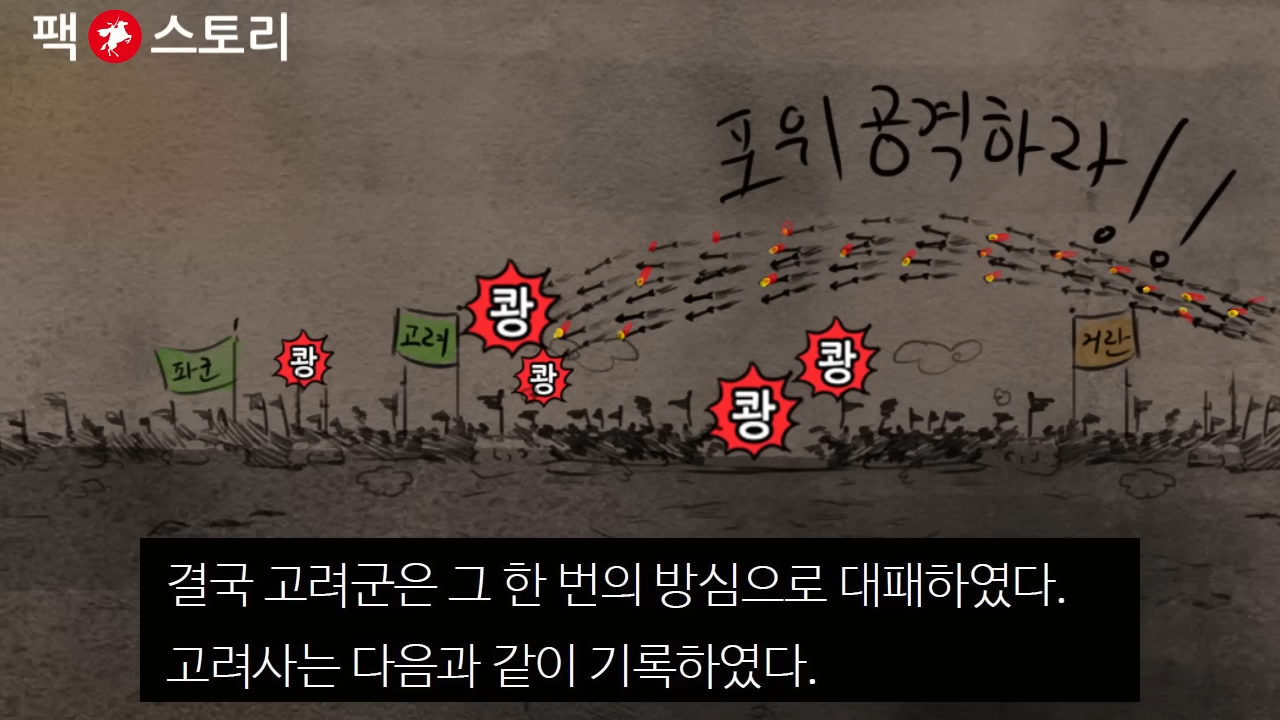 팩 스토리
포위 공격하라!!
쾅
고려
쾅
쾅
파군
쾅
쾅
거란
결국 고려군은 그 한 번의 방심으로 대패하였다.
고려사는 다음과 같이 기록하였다.